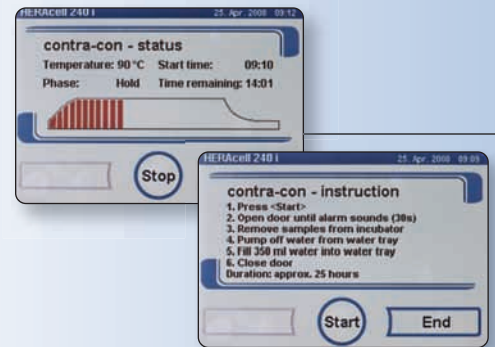 HERAcell 240 i 25. Apr. 2008 09:12
contra-con - status
Temperature: 90 °C Start time: 09:10
Phase: Hold Time remaining: 14:01
Stop
HERAcell 240 i 25. Apr. 2008 09:09
contra-con - instruction
1. Press <Start>
2. Open door until alarm sounds (30s)
3. Remove samples from incubator
4. Pump off water from water tray
5. Fill 350 ml water into water tray
6. Close door
Duration: approx. 25 hours
Start End